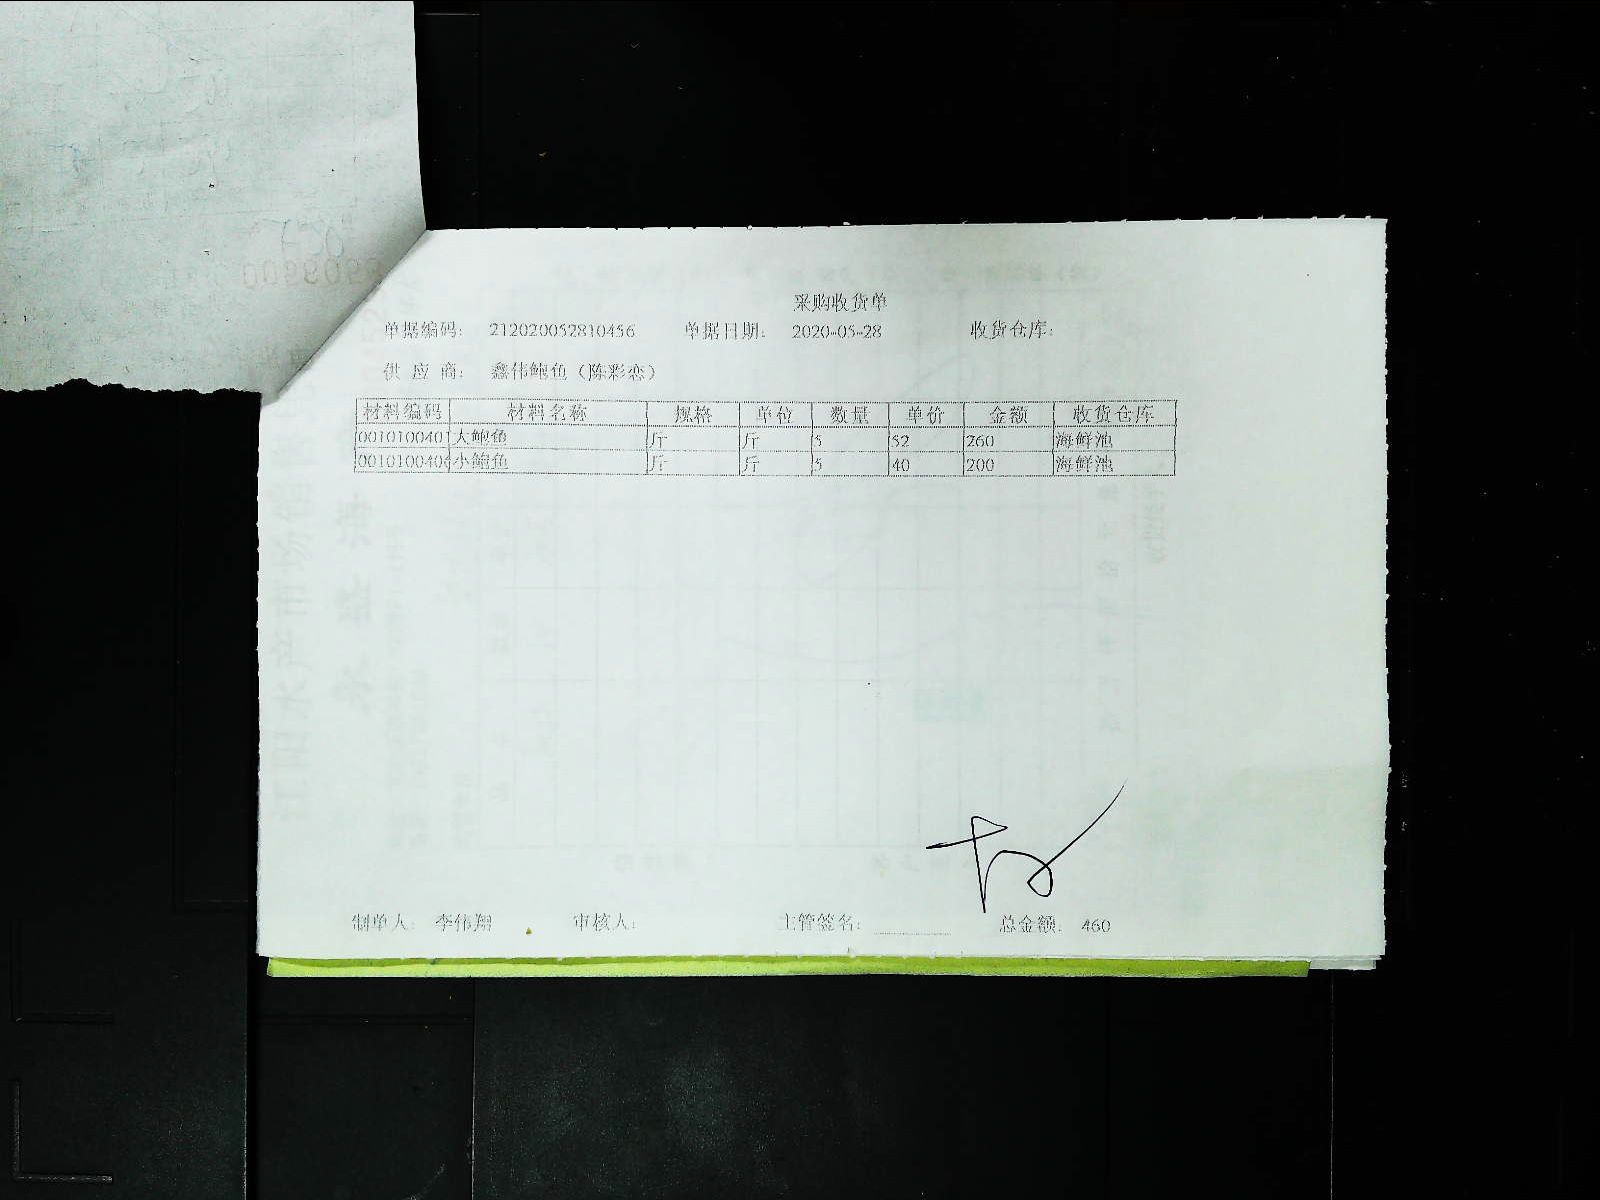 采购收货单
单据编码: 212020052810456 单据日期: 2020-05-28 收货仓库:
供应商: 鑫伟鲍鱼（陈彩恋）
材料编码 材料名称 规格 单位 数量 单价 金额 收货仓库
0010100401 大鲍鱼 斤 斤 5 52 260 海鲜池
0010100406 小鲍鱼 斤 斤 5 40 200 海鲜池
制单人: 李伟翔 审核人: 主管签名: 总金额: 460